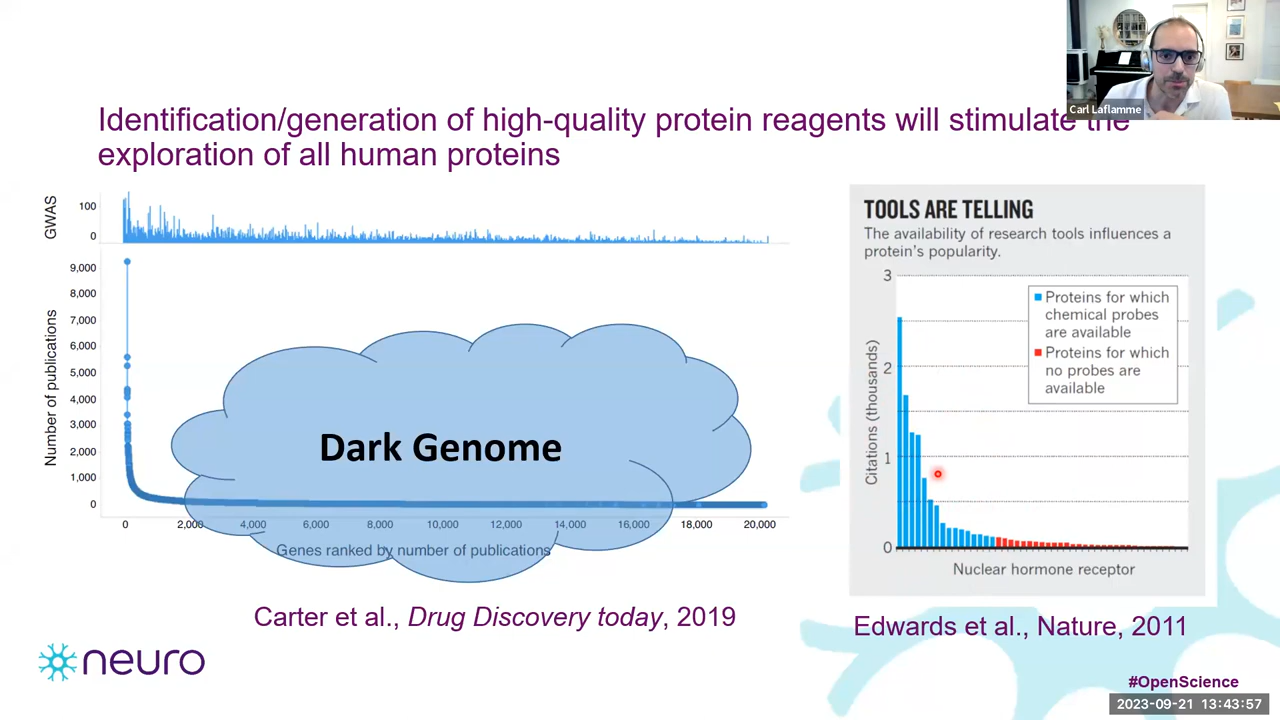 Carl Laflamme
Identification/generation of high-quality protein reagents will stimulate the
exploration of all human proteins
GWAS
100
0
Number of publications
9,000
8,000
7,000
6,000
5,000
4,000
3,000
2,000
1,000
0
Dark Genome
0 2,000 4,000 6,000 8,000 10,000 12,000 14,000 16,000 18,000 20,000
Genes ranked by number of publications
Carter et al., Drug Discovery today, 2019
TOOLS ARE TELLING
The availability of research tools influences a
protein's popularity.
Citations (thousands)
3
2
1
0
Proteins for which
chemical probes
are available
Proteins for which
no probes are
available
Nuclear hormone receptor
Edwards et al., Nature, 2011
neuro
#OpenScience
2023-09-21 13:43:57